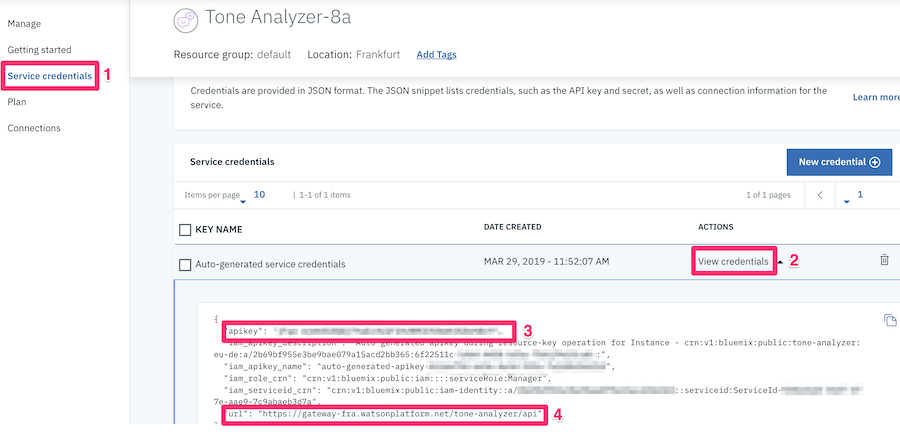 Tone Analyzer-8a
Resource group: default Location: Frankfurt Add Tags
Manage
Getting started
Service credentials 1
Plan
Connections
Credentials are provided in JSON format. The JSON snippet lists credentials, such as the API key and secret, as well as connection information for the
service.
Learn more
Service credentials
New credential
Items per page 10 | 1-1 of 1 items
1 of 1 pages
1
KEY NAME DATE CREATED ACTIONS
Auto-generated service credentials MAR 29, 2019 - 11:52:07 AM View credentials 2
{
"apikey": 3
"iam_apikey_description": "Auto generated apikey during resource-key operation for Instance - crn:v1:bluemix:public:tone-analyzer:
eu-de:a/2b69bf955e3be9bae079a15acd2bb365:6f22511c :",
"iam_apikey_name": "auto-generated-apikey
"iam_role_crn": "crn:v1:bluemix:public:iam::::serviceRole:Manager",
"iam_serviceid_crn": "crn:v1:bluemix:public:iam-identity::a/ ::serviceid:ServiceId-
7e-aae9-7c9abaeb3d7a",
"url": "https://gateway-fra.watsonplatform.net/tone-analyzer/api" 4